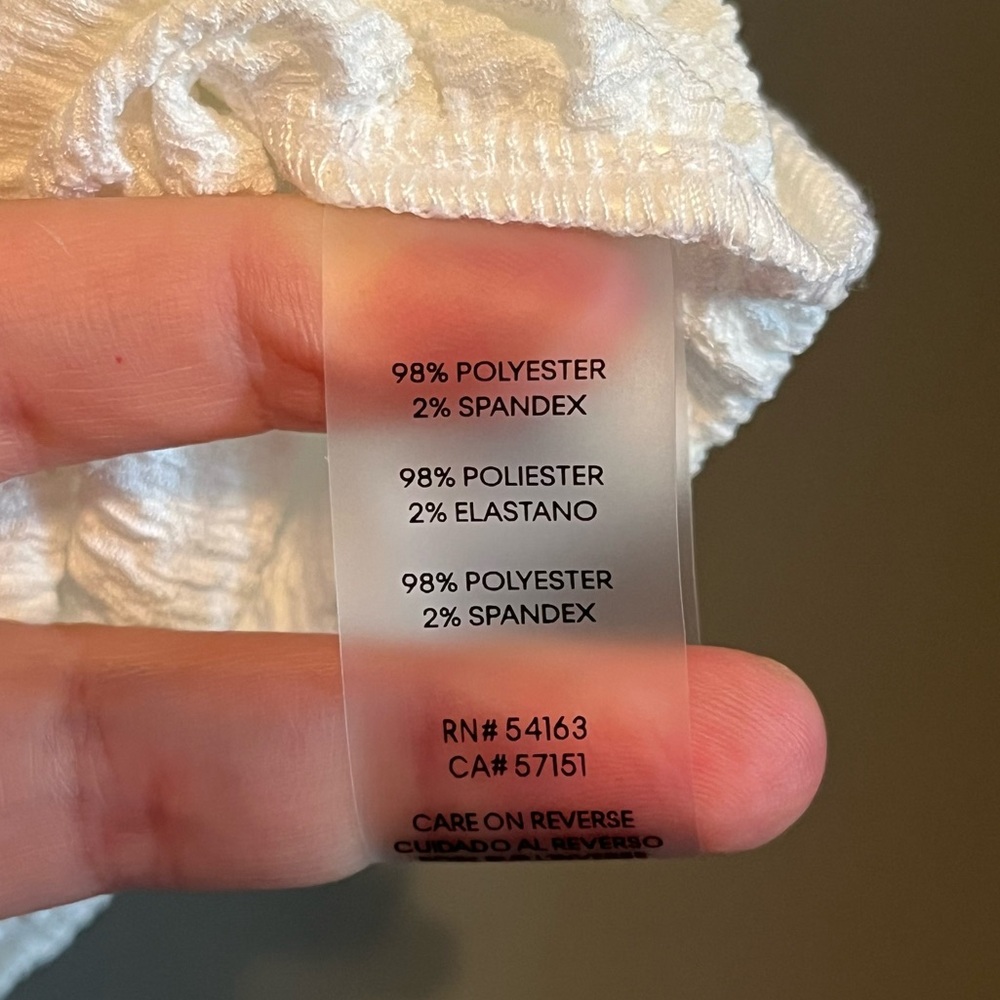 98% POLYESTER
2% SPANDEX
98% POLIESTER
2% ELASTANO
98% POLYESTER
2% SPANDEX
RN# 54163
CA# 57151
CARE ON REVERSE
CUIDADO AL REVERSO